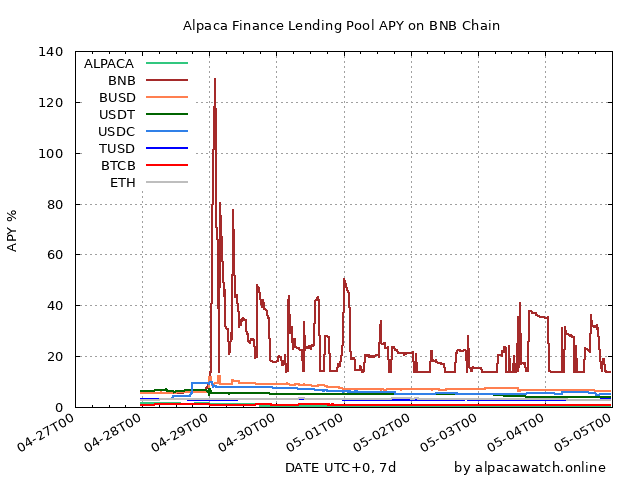 Alpaca Finance Lending Pool APY on BNB Chain
140
120
100
80
60
40
20
0
APY %
ALPACA
BNB
BUSD
USDT
USDC
TUSD
BTCB
ETH
04-27T00
04-28T00
04-29T00
04-30T00
05-01T00
05-02T00
05-03T00
05-04T00
05-05T00
DATE UTC+0, 7d
by alpacawatch.online